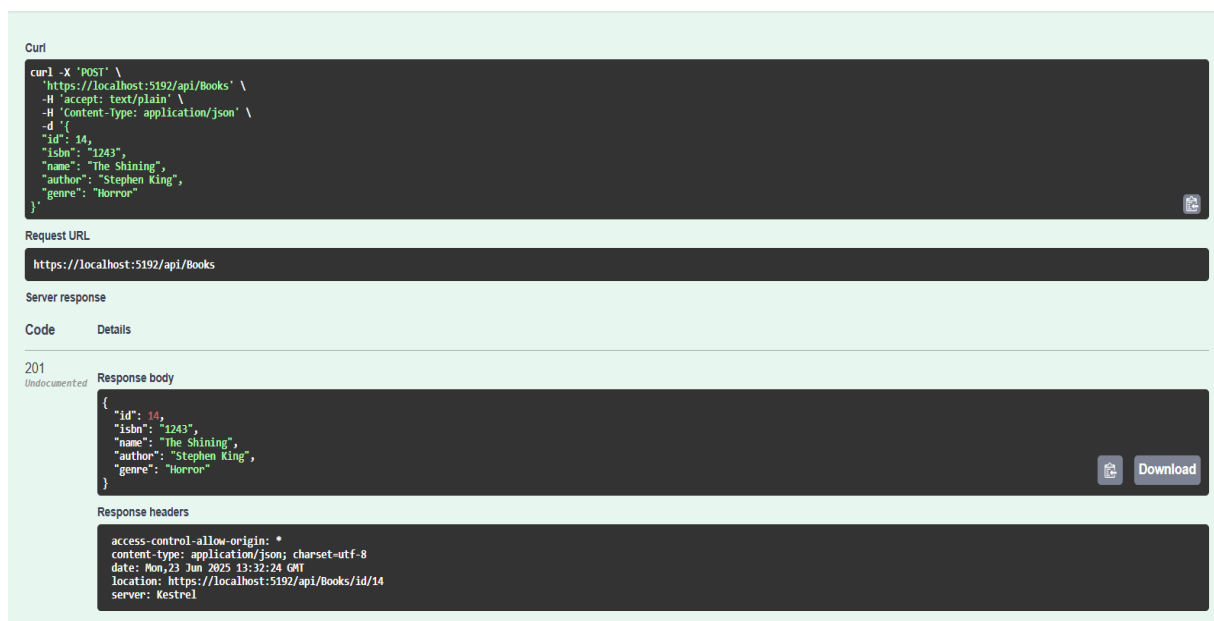 Curl
curl -X 'POST' \
'https://localhost:5192/api/Books' \
-H 'accept: text/plain' \
-H 'Content-Type: application/json' \
-d '{
"id": 14,
"isbn": "1243",
"name": "The Shining",
"author": "Stephen King",
"genre": "Horror"
}'
Request URL
https://localhost:5192/api/Books
Server response
Code Details
201
Undocumented
Response body
{
"id": 14,
"isbn": "1243",
"name": "The Shining",
"author": "Stephen King",
"genre": "Horror"
}
Download
Response headers
access-control-allow-origin: *
content-type: application/json; charset=utf-8
date: Mon,23 Jun 2025 13:32:24 GMT
location: https://localhost:5192/api/Books/id/14
server: Kestrel